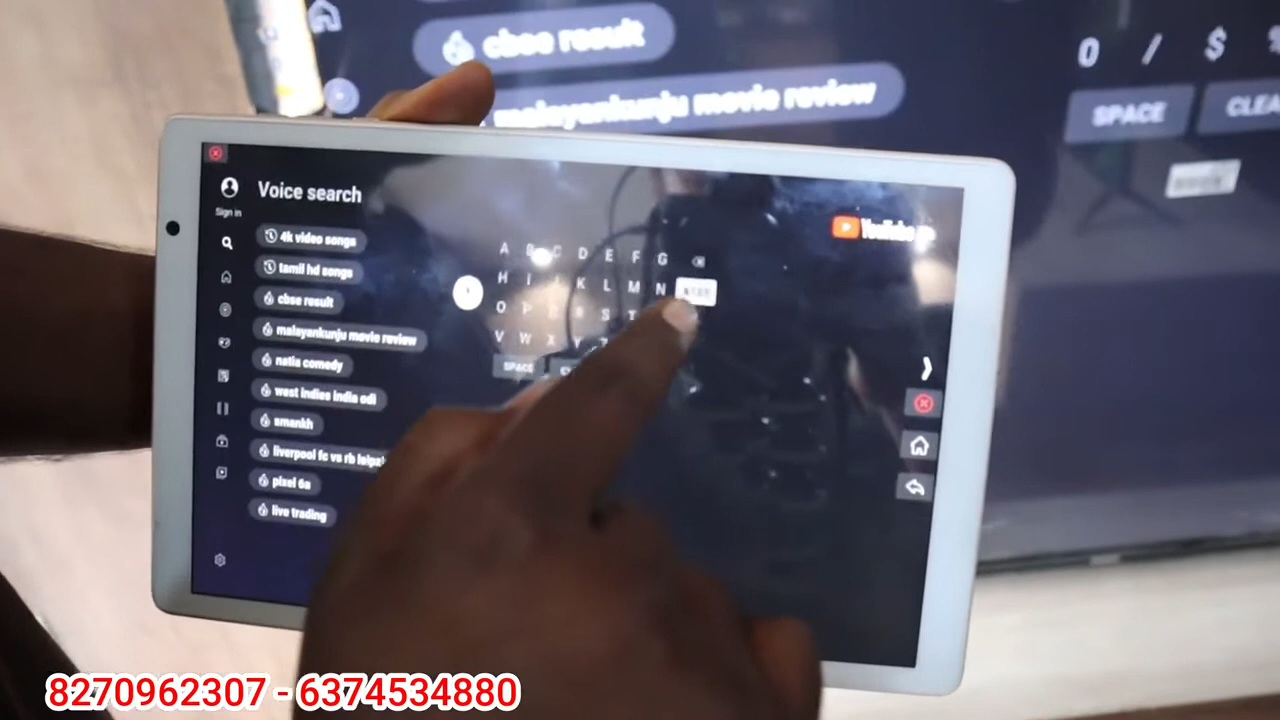 cbse result
malayankunju movie review
0 / $
SPACE CLEA
Voice search
Sign in
YouTube
4k video songs
tamil hd songs
cbse result
malayankunju movie review
natia comedy
west indies india odi
smankh
liverpool fc vs rb leipzi
pixel 6a
live trading
A B C D E F G
H I J K L M N
O P
S T
V W X Y Z
SPACE
8270962307 - 6374534880